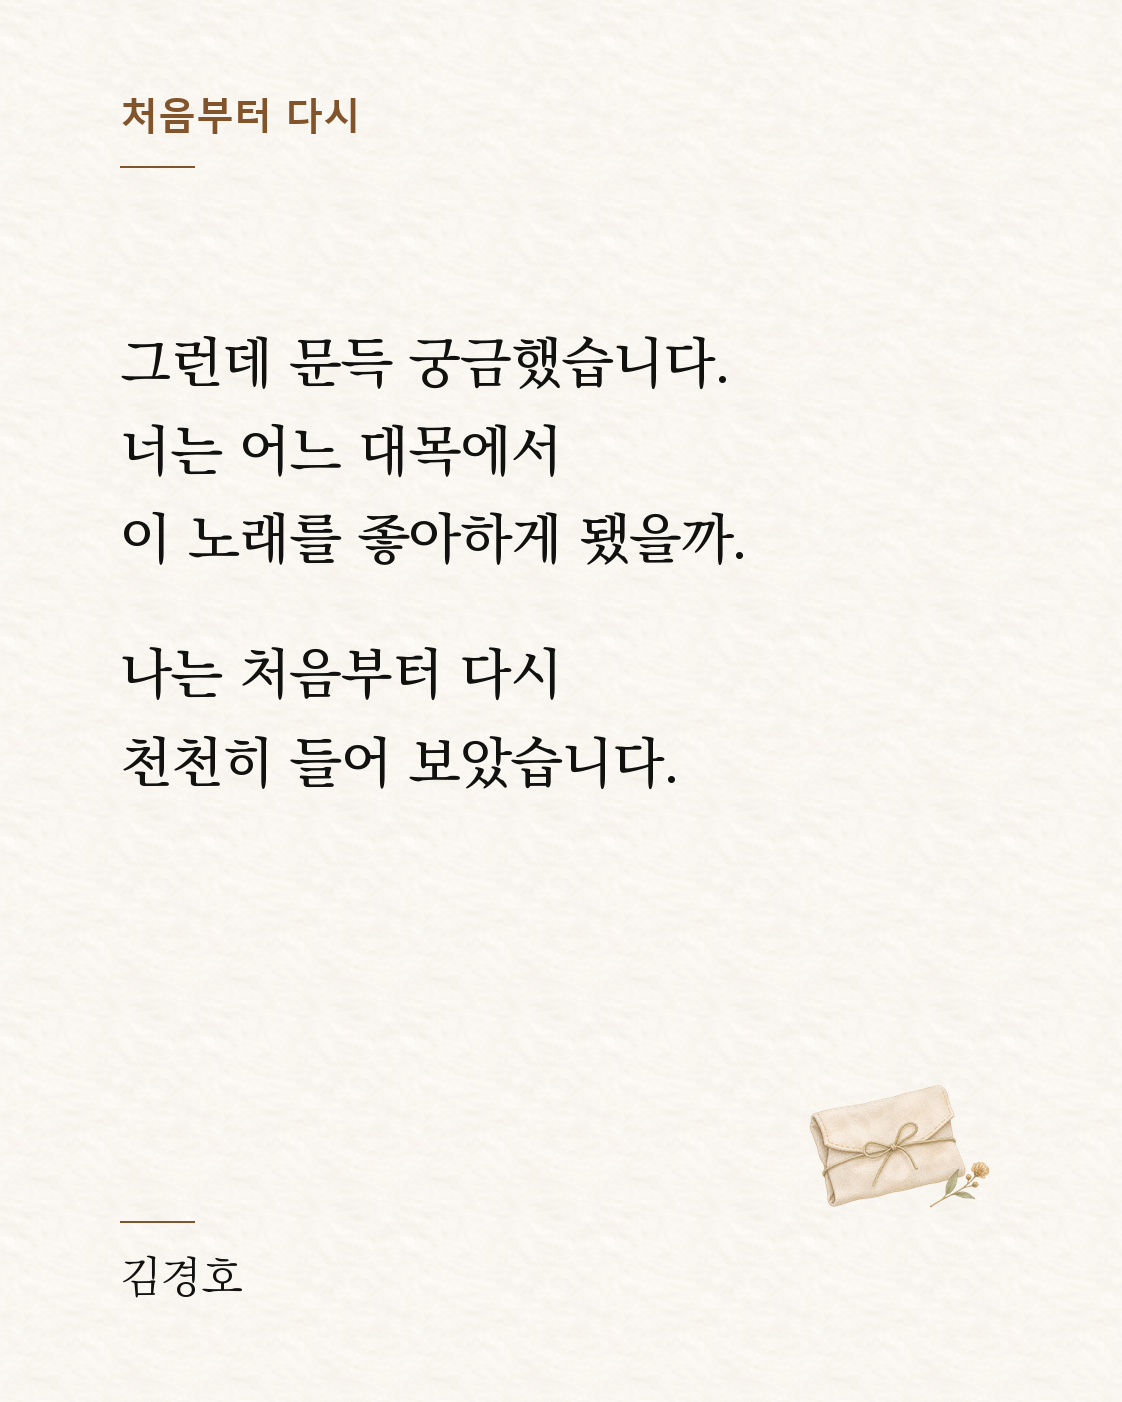 처음부터 다시
그런데 문득 궁금했습니다.
너는 어느 대목에서
이 노래를 좋아하게 됐을까.
나는 처음부터 다시
천천히 들어 보았습니다.
김경호